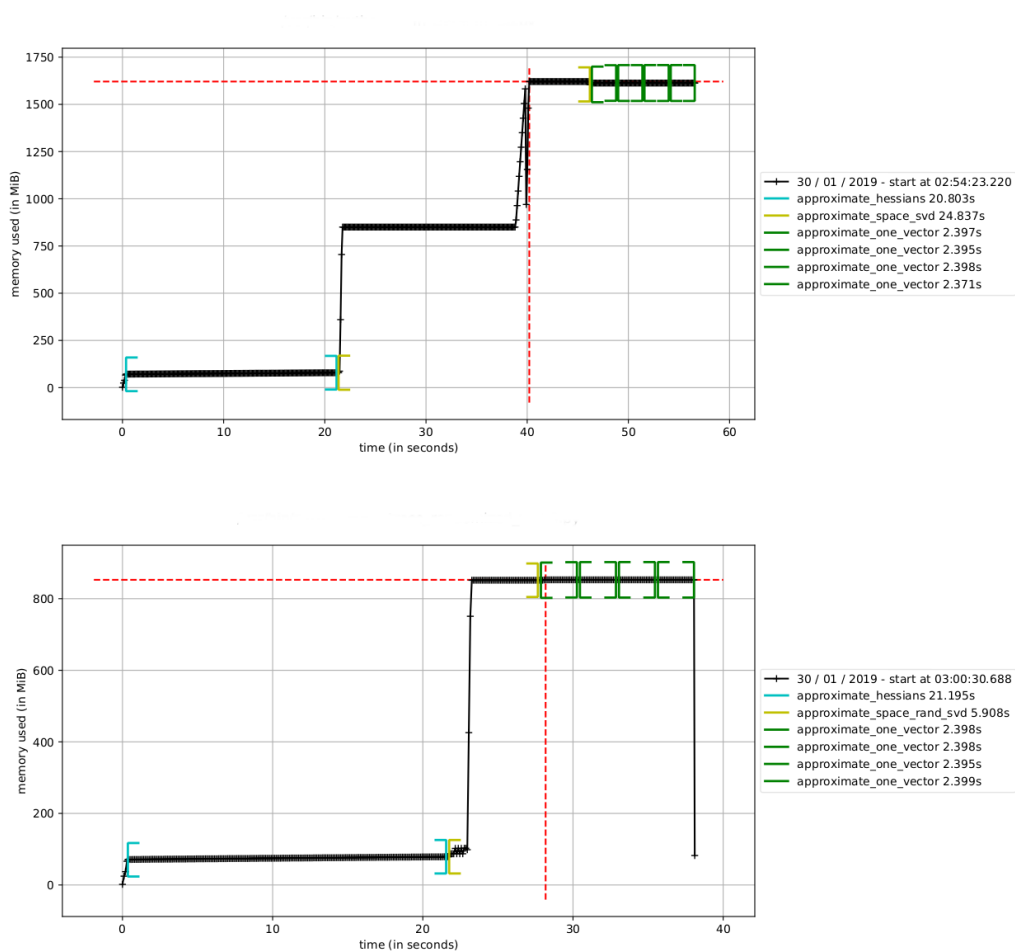 1750
1500
1250
1000
750
500
250
0
memory used (in MiB)
0 10 20 30 40 50 60
time (in seconds)
30 / 01 / 2019 - start at 02:54:23.220
approximate_hessians 20.803s
approximate_space_svd 24.837s
approximate_one_vector 2.397s
approximate_one_vector 2.395s
approximate_one_vector 2.398s
approximate_one_vector 2.371s
800
600
400
200
0
memory used (in MiB)
0 10 20 30 40
time (in seconds)
30 / 01 / 2019 - start at 03:00:30.688
approximate_hessians 21.195s
approximate_space_rand_svd 5.908s
approximate_one_vector 2.398s
approximate_one_vector 2.398s
approximate_one_vector 2.395s
approximate_one_vector 2.399s